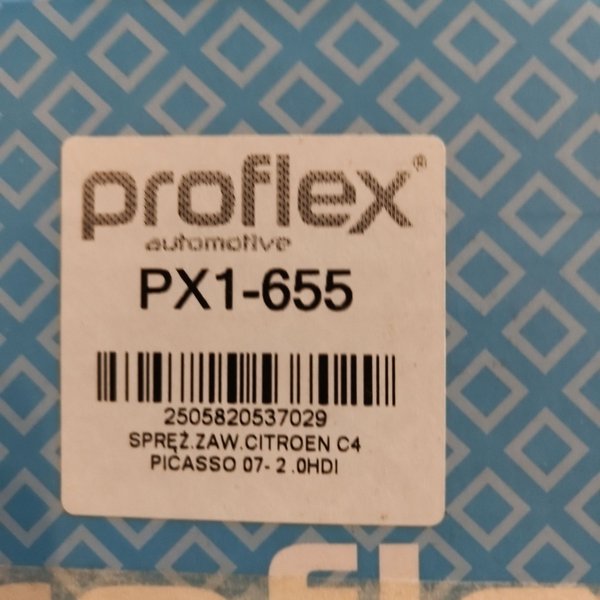 proflex®
automotive
PX1-655
2505820537029
SPRĘŻ.ZAW.CITROEN C4
PICASSO 07- 2 .0HDI